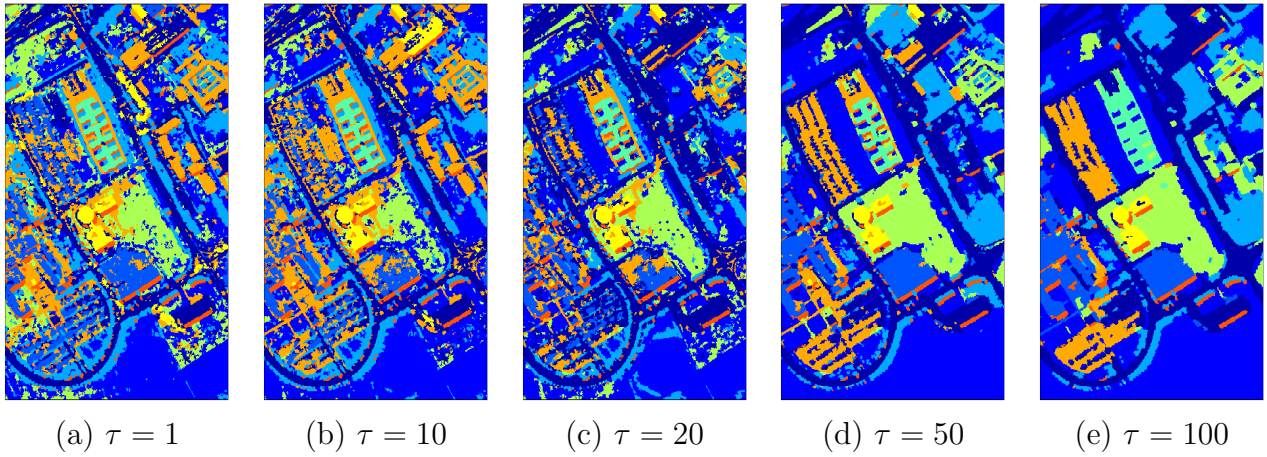 (a) τ = 1 (b) τ = 10 (c) τ = 20 (d) τ = 50 (e) τ = 100